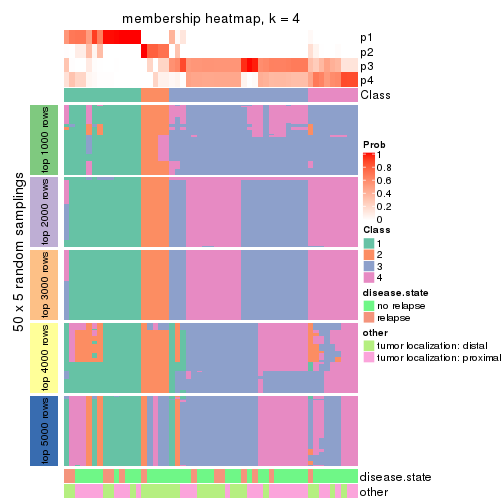 membership heatmap, k = 4
p1
p2
p3
p4
Class
50 x 5 random samplings
top 1000 rows
top 2000 rows
top 3000 rows
top 4000 rows
top 5000 rows
disease.state
other
Prob
1
0.8
0.6
0.4
0.2
0
Class
1
2
3
4
disease.state
no relapse
relapse
other
tumor localization: distal
tumor localization: proximal